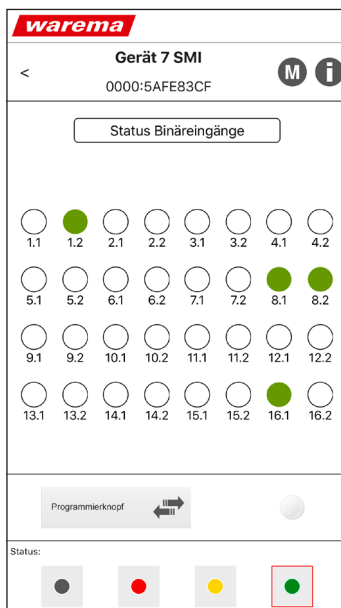 warema
Gerät 7 SMI
<
0000:5AFE83CF
M
i
Status Binäreingänge
1.1 1.2 2.1 2.2 3.1 3.2 4.1 4.2
5.1 5.2 6.1 6.2 7.1 7.2 8.1 8.2
9.1 9.2 10.1 10.2 11.1 11.2 12.1 12.2
13.1 13.2 14.1 14.2 15.1 15.2 16.1 16.2
Programmierknopf
Status: